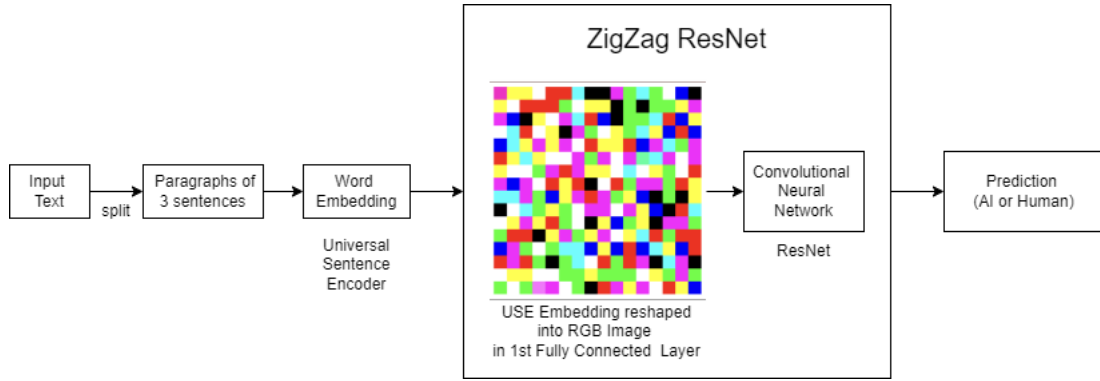 ZigZag ResNet
Input
Text
split
Paragraphs of
3 sentences
Word
Embedding
Universal
Sentence
Encoder
USE Embedding reshaped
into RGB Image
in 1st Fully Connected Layer
Convolutional
Neural
Network
ResNet
Prediction
(AI or Human)